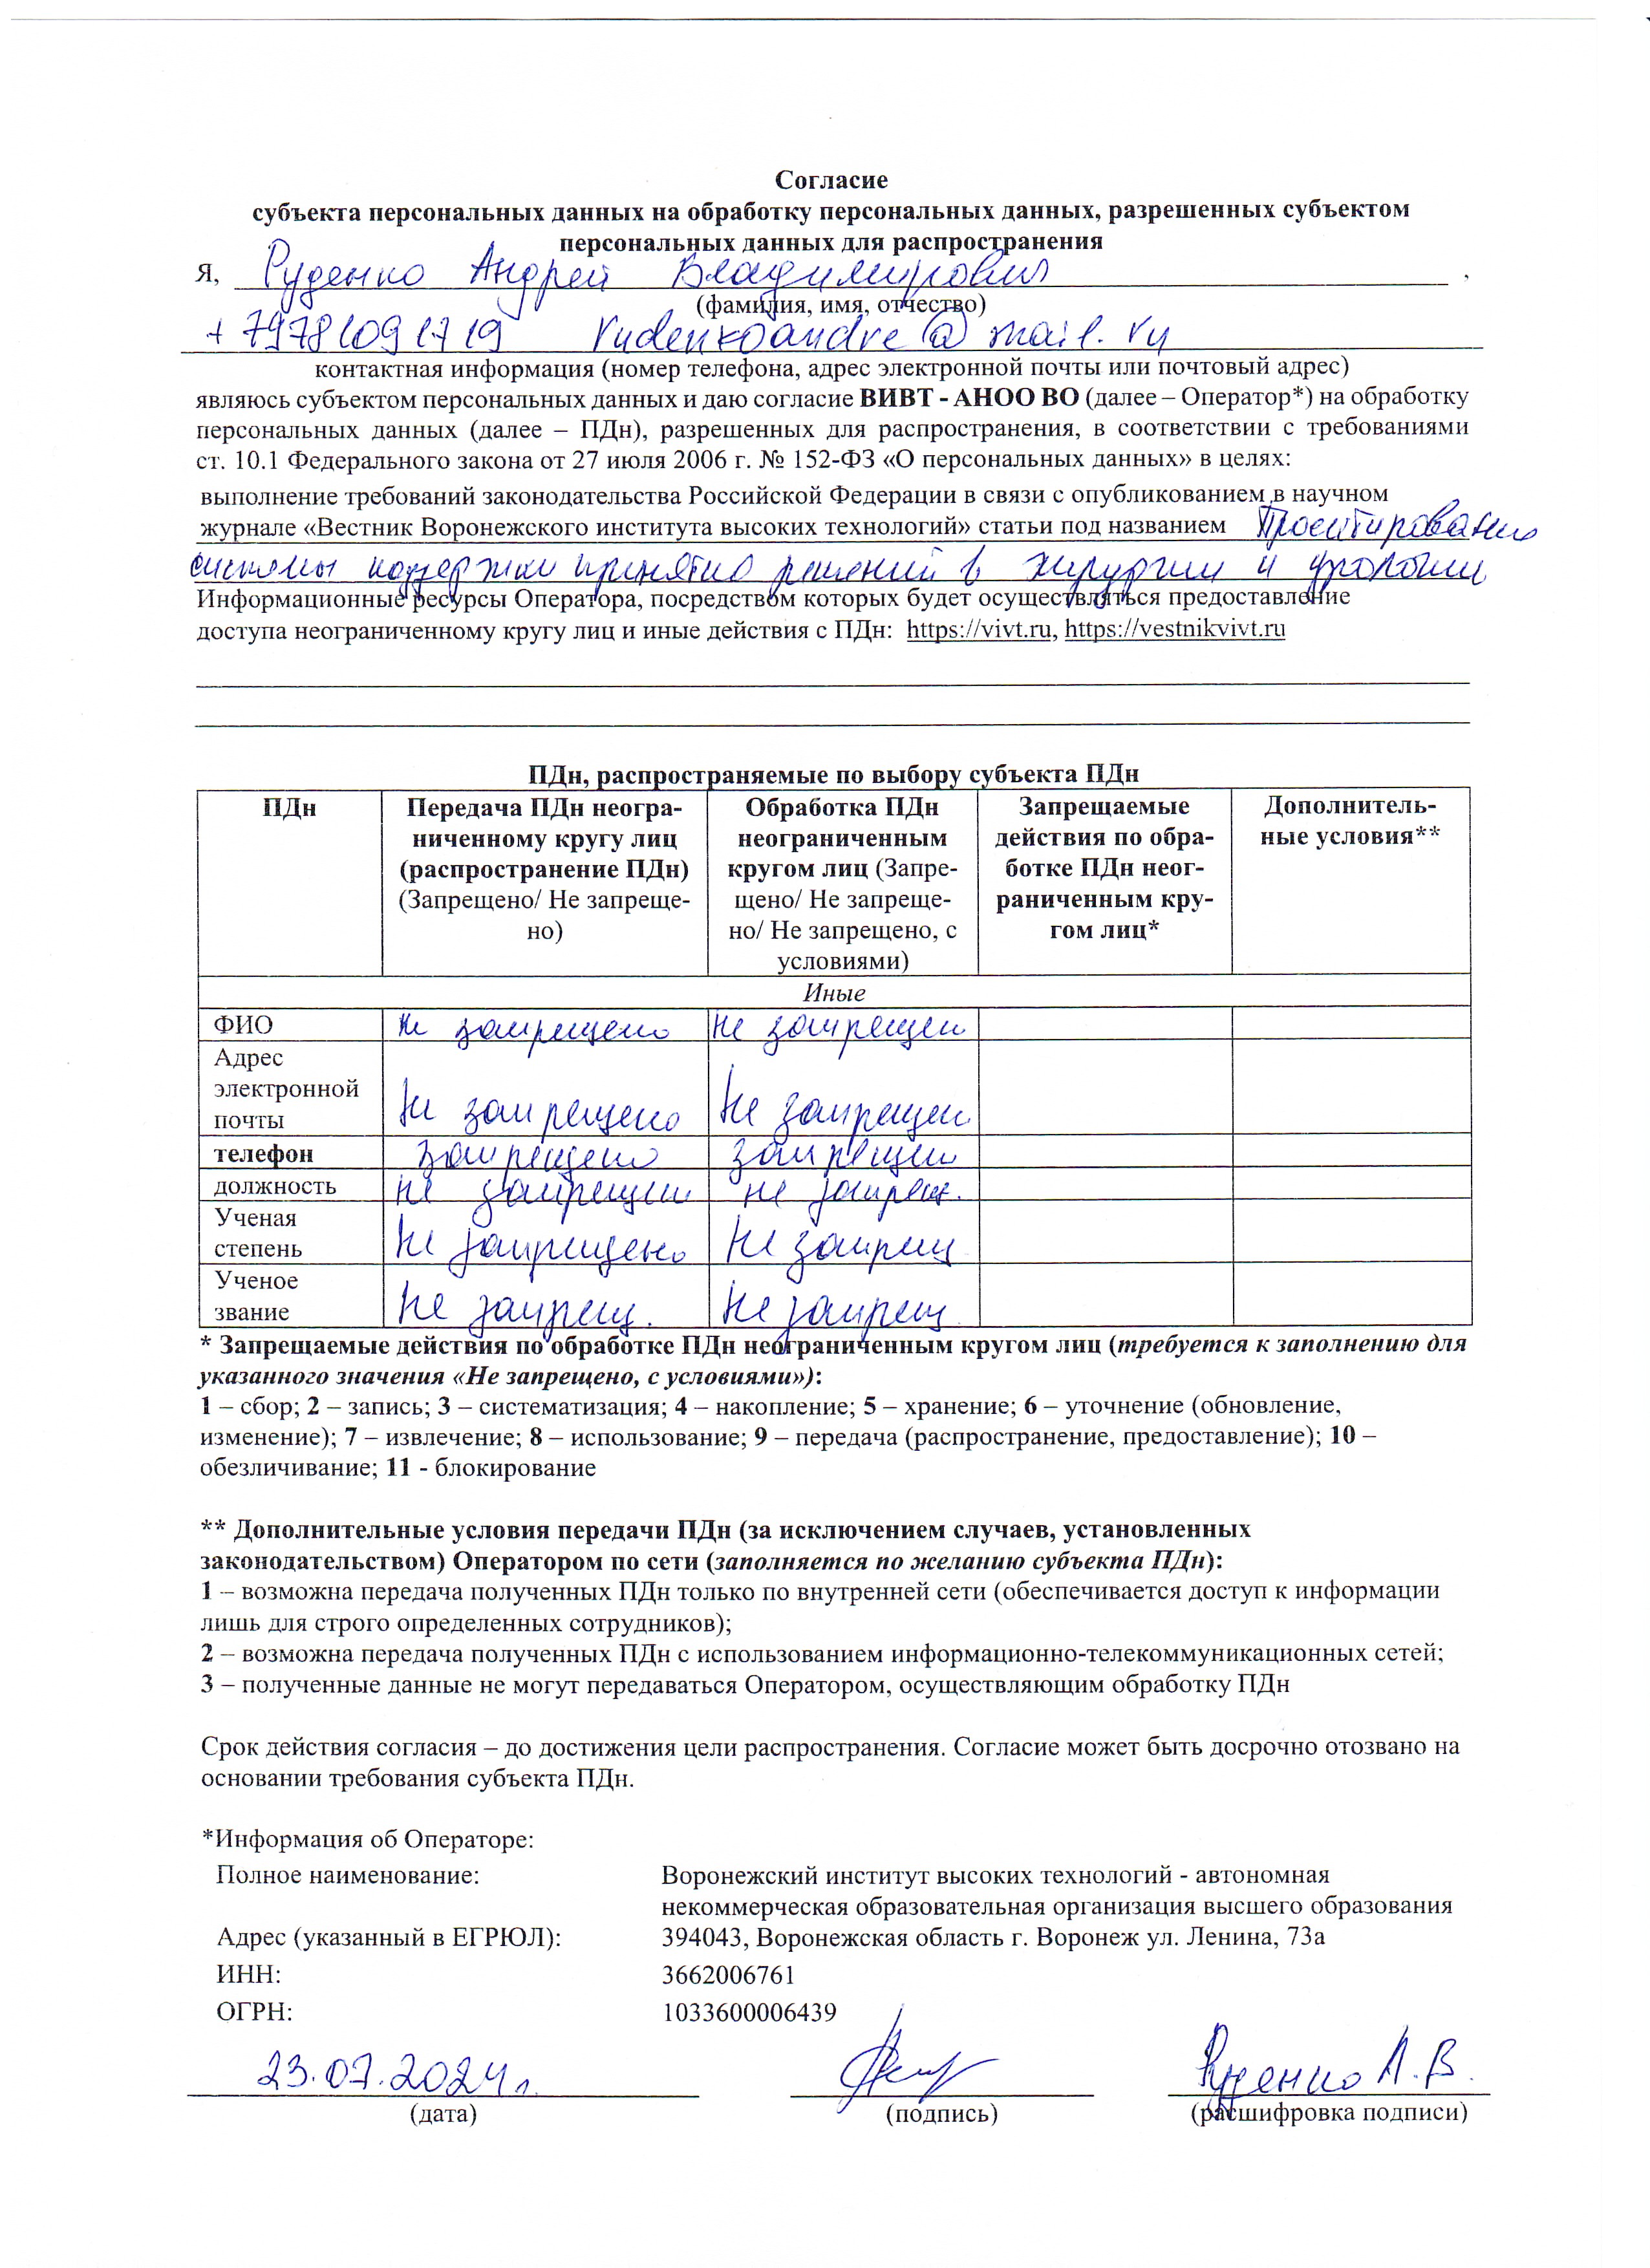 Согласие
субъекта персональных данных на обработку персональных данных, разрешенных субъектом
персональных данных для распространения
Я, Руденко Андрей Владимирович ,
(фамилия, имя, отчество)
+79781091719 rudenkoandre@mail.ru
контактная информация (номер телефона, адрес электронной почты или почтовый адрес)
являюсь субъектом персональных данных и даю согласие ВИВТ - АНОО ВО (далее – Оператор*) на обработку
персональных данных (далее – ПДн), разрешенных для распространения, в соответствии с требованиями
ст. 10.1 Федерального закона от 27 июля 2006 г. № 152-ФЗ «О персональных данных» в целях:
выполнение требований законодательства Российской Федерации в связи с опубликованием в научном
журнале «Вестник Воронежского института высоких технологий» статьи под названием
системы поддержки принятия решений в хирургии и урологии
Информационные ресурсы Оператора, посредством которых будет осуществляться предоставление
доступа неограниченному кругу лиц и иные действия с ПДн: https://vivt.ru, https://vestnikvivt.ru
ПДн, распространяемые по выбору субъекта ПДн
ПДн
Передача ПДн неогра-
ниченному кругу лиц
(распространение ПДн)
(Запрещено/ Не запреще-
но)
Обработка ПДн
неограниченным
кругом лиц (Запре-
щено/ Не запреще-
но/ Не запрещено, с
условиями)
Запрещаемые
действия по обра-
ботке ПДн неог-
раниченным кру-
гом лиц*
Дополнитель-
ные условия**
Иные
ФИО не запрещено не запрещено
Адрес
электронной
почты Не запрещено Не запрещено
телефон запрещено запрещено
должность не запрещено не запрещ.
Ученая
степень Не запрещено Не запрещ
Ученое
звание Не запрещ. Не запрещ
* Запрещаемые действия по обработке ПДн неограниченным кругом лиц (требуется к заполнению для
указанного значения «Не запрещено, с условиями»):
1 – сбор; 2 – запись; 3 – систематизация; 4 – накопление; 5 – хранение; 6 – уточнение (обновление,
изменение); 7 – извлечение; 8 – использование; 9 – передача (распространение, предоставление); 10 –
обезличивание; 11 - блокирование
** Дополнительные условия передачи ПДн (за исключением случаев, установленных
законодательством) Оператором по сети (заполняется по желанию субъекта ПДн):
1 – возможна передача полученных ПДн только по внутренней сети (обеспечивается доступ к информации
лишь для строго определенных сотрудников);
2 – возможна передача полученных ПДн с использованием информационно-телекоммуникационных сетей;
3 – полученные данные не могут передаваться Оператором, осуществляющим обработку ПДн
Срок действия согласия – до достижения цели распространения. Согласие может быть досрочно отозвано на
основании требования субъекта ПДн.
*Информация об Операторе:
Полное наименование: Воронежский институт высоких технологий - автономная
некоммерческая образовательная организация высшего образования
Адрес (указанный в ЕГРЮЛ): 394043, Воронежская область г. Воронеж ул. Ленина, 73а
ИНН: 3662006761
ОГРН: 1033600006439
23.07.2024г. Руденко А.В.
(дата) (подпись) (расшифровка подписи)